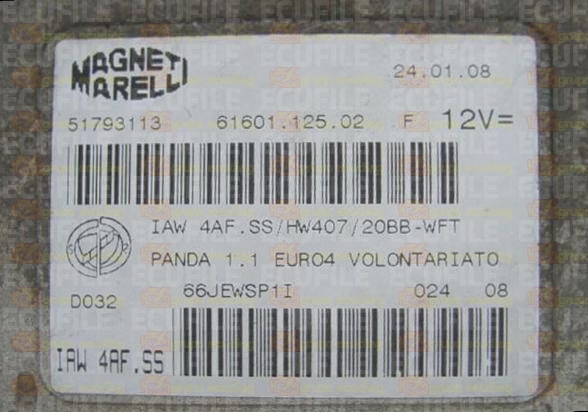 MAGNETI MARELLI
24.01.08
51793113 61601.125.02 F 12V=
IAW 4AF.SS/HW407/20BB-WFT
PANDA 1.1 EURO4 VOLONTARIATO
D032 66JEWSP1I 024 08
IAW 4AF.SS
ECUFILE